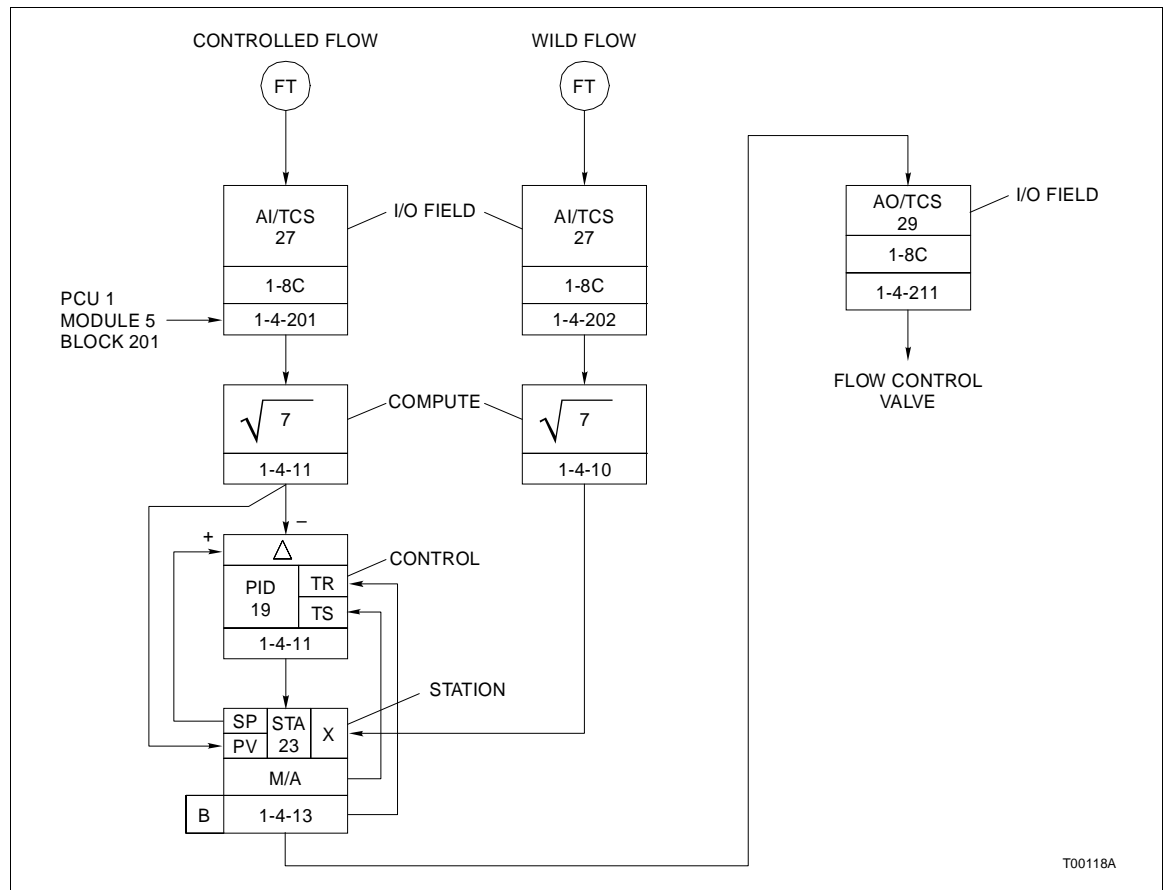 CONTROLLED FLOW
WILD FLOW
FT
FT
AI/TCS
27
I/O FIELD
AI/TCS
27
AO/TCS
29
I/O FIELD
1-8C
1-8C
1-8C
PCU 1
MODULE 5
BLOCK 201
1-4-201
1-4-202
1-4-211
FLOW CONTROL
VALVE
√7
COMPUTE
√7
1-4-11
1-4-10
+
–
△
CONTROL
PID
19
TR
TS
1-4-11
STATION
SP
PV
STA
23
X
M/A
B
1-4-13
T00118A